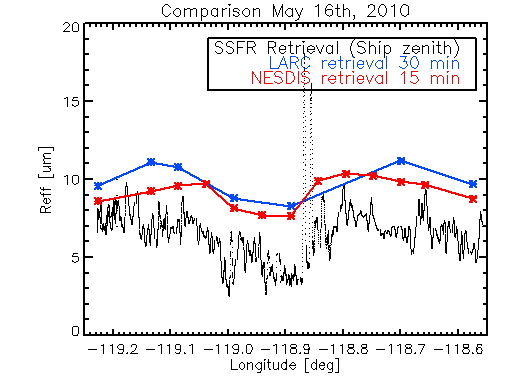 Comparison May 16th, 2010
SSFR Retrieval (Ship zenith)
LARC retrieval 30 min
NESDIS retrieval 15 min
20
15
10
5
0
Reff [um]
−119.2 −119.1 −119.0 −118.9 −118.8 −118.7 −118.6
Longitude [deg]